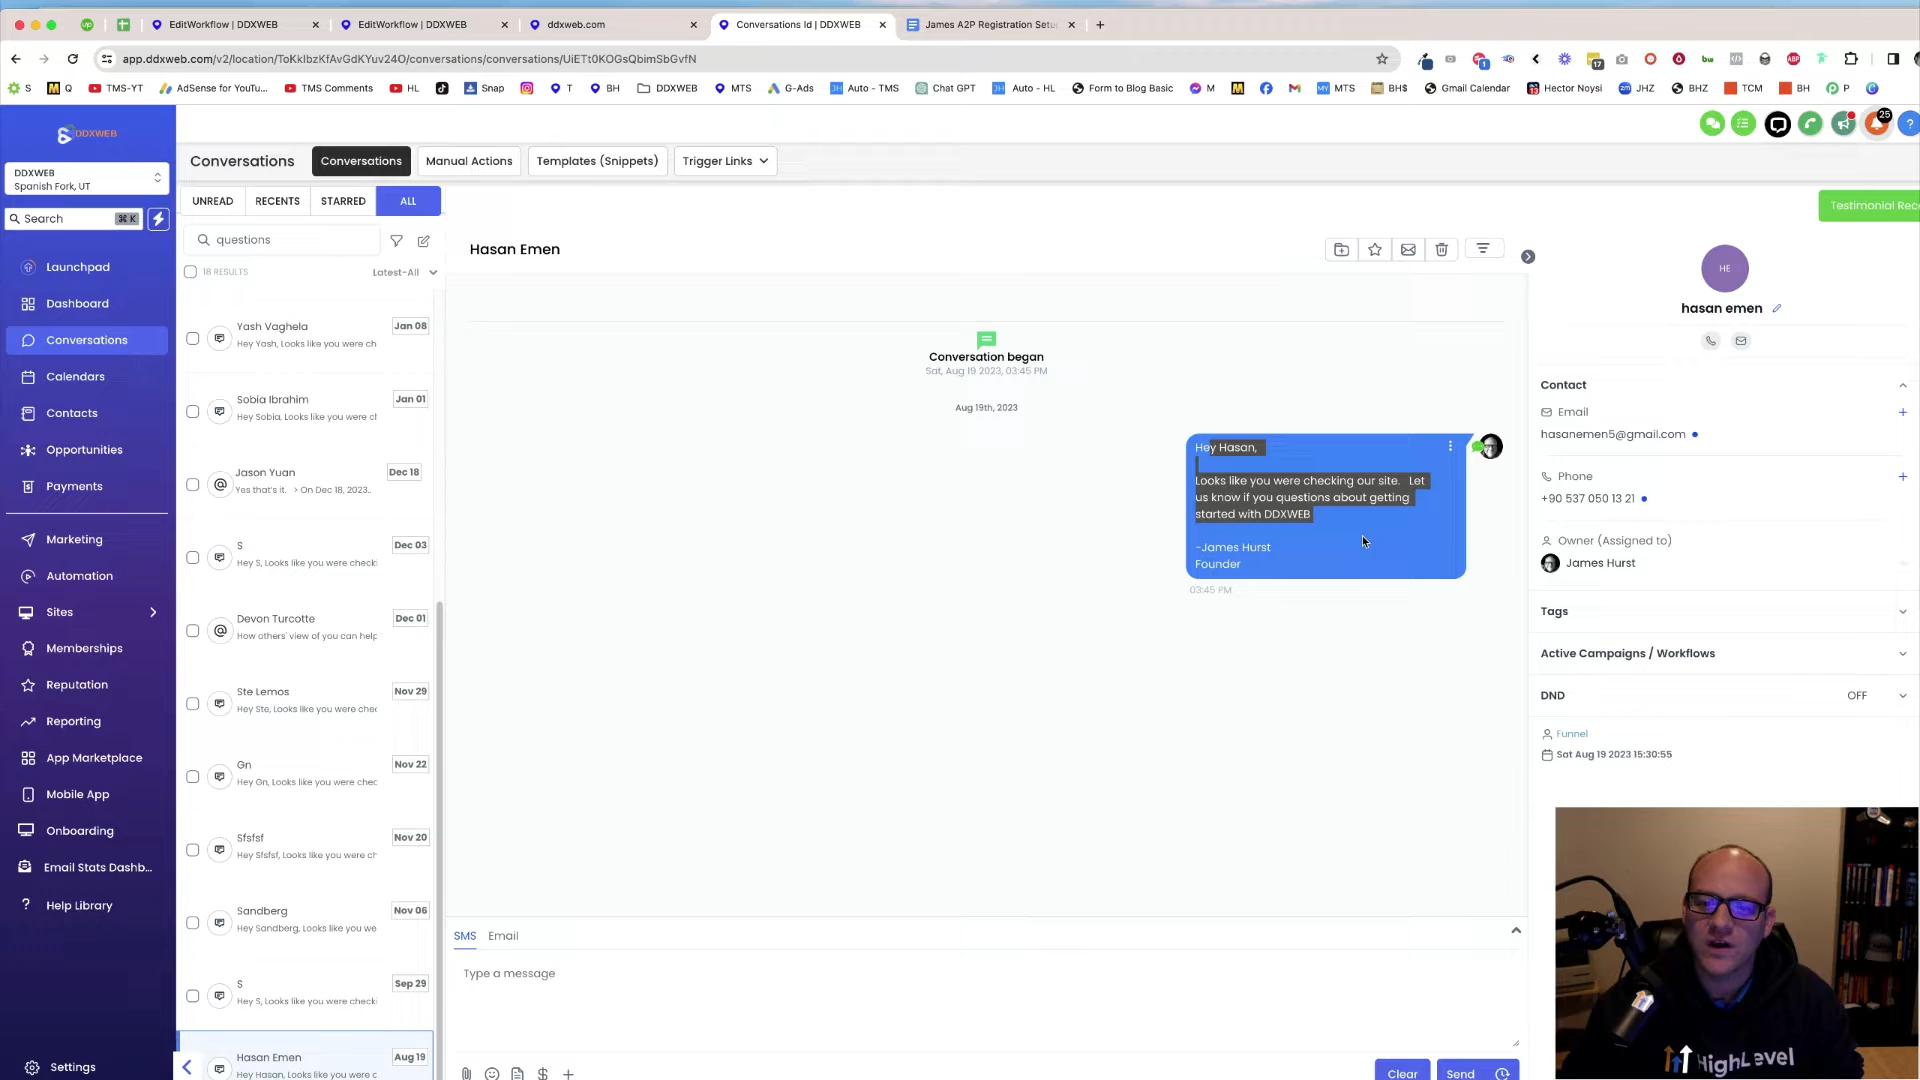 EditWorkflow | DDXWEB
EditWorkflow | DDXWEB
ddxweb.com
Conversations Id | DDXWEB
James A2P Registration Setu
app.ddxweb.com/v2/location/ToKkIbzKfAvGdKYuv24O/conversations/conversations/UiETt0KOGsQbimSbGvfN
S
Q
TMS-YT
AdSense for YouTu...
TMS Comments
HL
Snap
T
BH
DDXWEB
MTS
G-Ads
Auto - TMS
Chat GPT
Auto - HL
Form to Blog Basic
M
MTS
BH$
Gmail Calendar
Hector Noysi
JHZ
BHZ
TCM
BH
P
DDXWEB
25
DDXWEB
Spanish Fork, UT
Search
⌘ K
Launchpad
Dashboard
Conversations
Calendars
Contacts
Opportunities
Payments
Marketing
Automation
Sites
Memberships
Reputation
Reporting
App Marketplace
Mobile App
Onboarding
Email Stats Dashb...
Help Library
Settings
Conversations
Conversations
Manual Actions
Templates (Snippets)
Trigger Links
UNREAD
RECENTS
STARRED
ALL
questions
18 RESULTS
Latest-All
Yash Vaghela
Jan 08
Hey Yash, Looks like you were ch
Sobia Ibrahim
Jan 01
Hey Sobia, Looks like you were cl
Jason Yuan
Dec 18
Yes that's it. > On Dec 18, 2023..
S
Dec 03
Hey S, Looks like you were check
Devon Turcotte
Dec 01
How others' view of you can help
Ste Lemos
Nov 29
Hey Ste, Looks like you were chec
Gn
Nov 22
Hey Gn, Looks like you were chec
Sfsfsf
Nov 20
Hey Sfsfsf, Looks like you were ch
Sandberg
Nov 06
Hey Sandberg, Looks like you we
S
Sep 29
Hey S, Looks like you were check
Hasan Emen
Aug 19
Hey Hasan, Looks like you were c
Hasan Emen
Conversation began
Sat, Aug 19 2023, 03:45 PM
Aug 19th, 2023
Hey Hasan,
Looks like you were checking our site. Let
us know if you questions about getting
started with DDXWEB
-James Hurst
Founder
03:45 PM
SMS
Email
Type a message
Clear
Send
Testimonial Rec
HE
hasan emen
Contact
Email
hasanemen5@gmail.com
Phone
+90 537 050 13 21
Owner (Assigned to)
James Hurst
Tags
Active Campaigns / Workflows
DND
OFF
Funnel
Sat Aug 19 2023 15:30:55
HighLevel